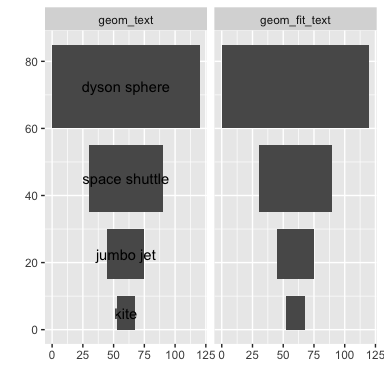 geom_text
geom_fit_text
80
60
40
20
0
dyson sphere
space shuttle
jumbo jet
kite
0 25 50 75 100 125
0 25 50 75 100 125